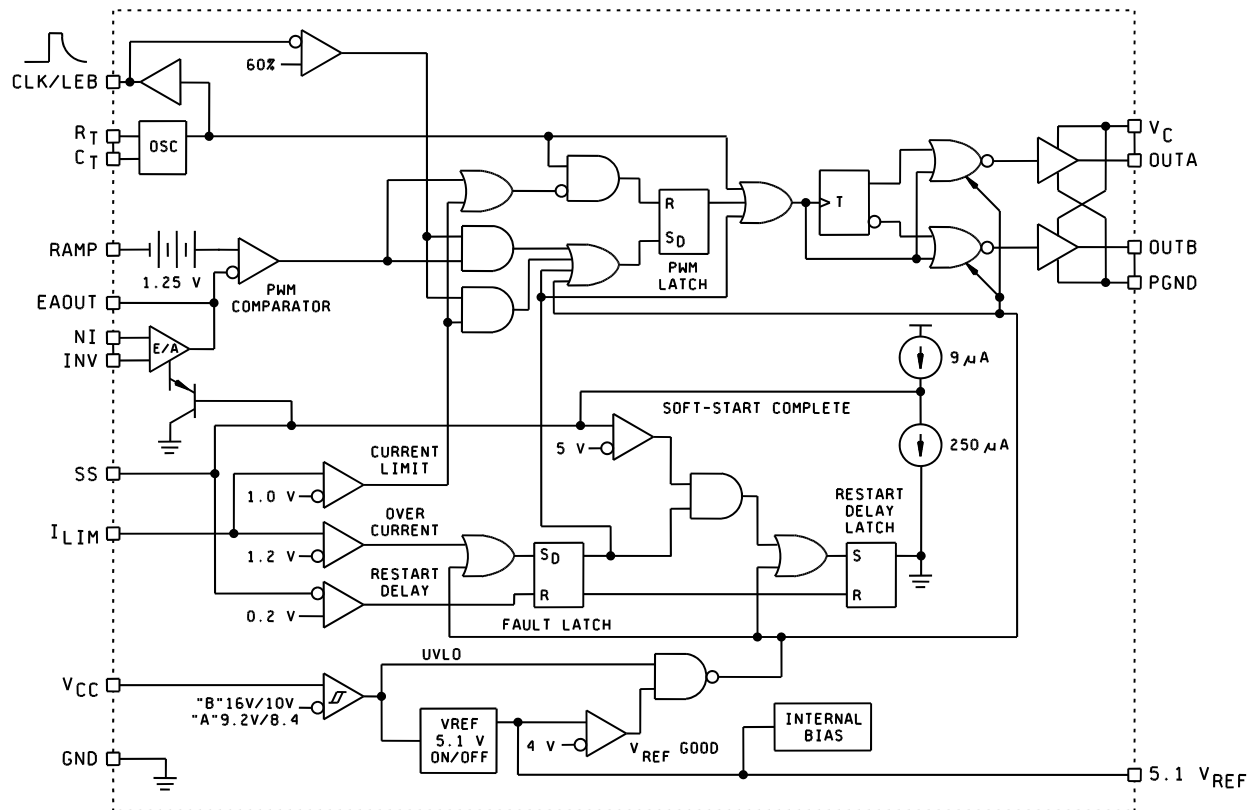 CLK/LEB
60%
RT
CT
OSC
VC
OUTA
R
SD
PWM
LATCH
T
RAMP
1.25 V
PWM
COMPARATOR
OUTB
PGND
EAOUT
NI
INV
E/A
9 μA
SOFT-START COMPLETE
5 V
250 μA
SS
CURRENT
LIMIT
1.0 V
ILIM
OVER
CURRENT
1.2 V
RESTART
DELAY
LATCH
SD
R
S
R
RESTART
DELAY
0.2 V
FAULT LATCH
UVLO
VCC
"B"16V/10V
"A"9.2V/8.4
VREF
5.1 V
ON/OFF
4 V
VREF GOOD
INTERNAL
BIAS
GND
5.1 VREF